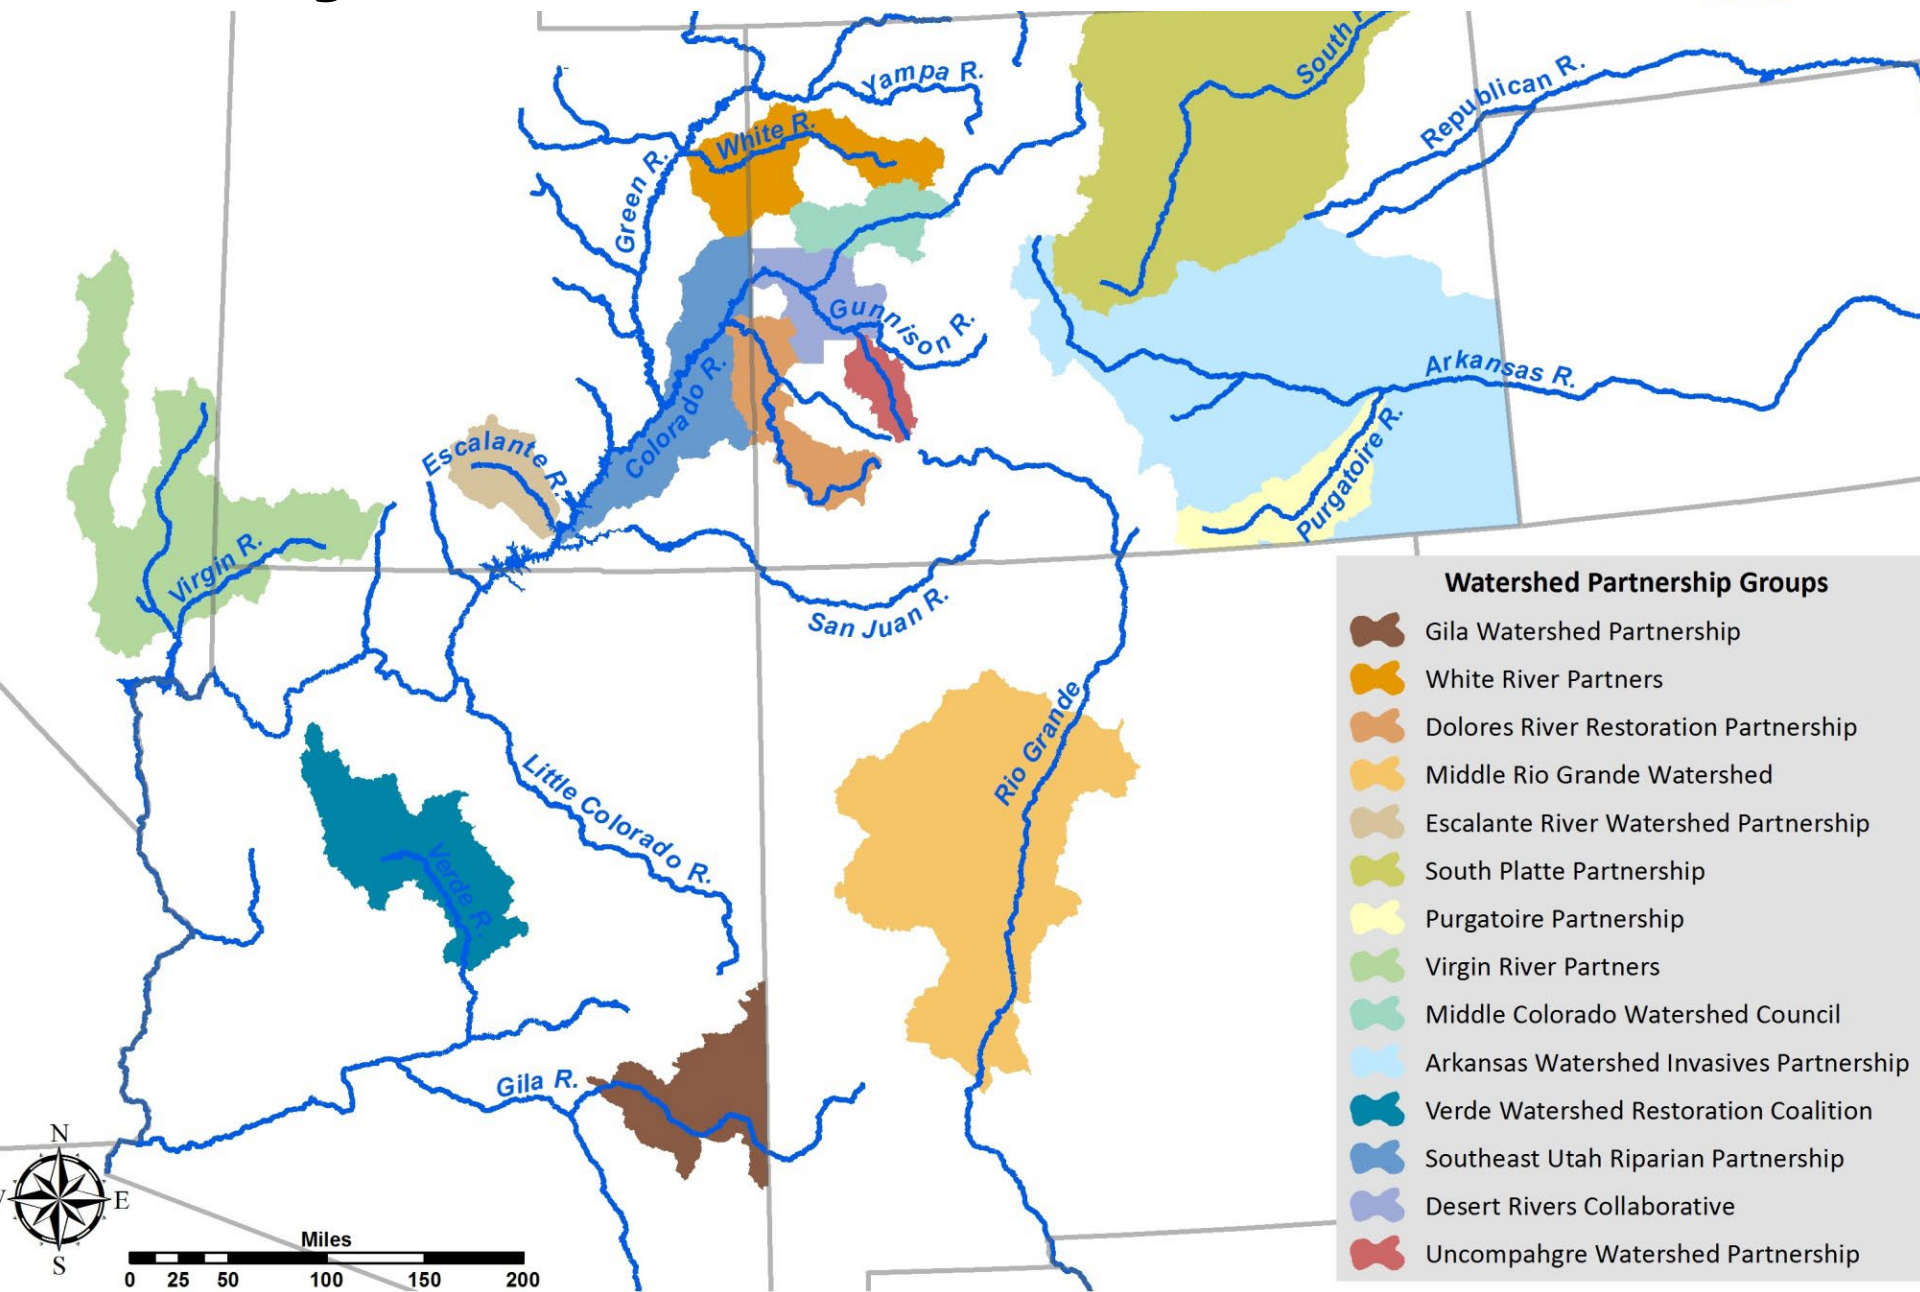 Yampa R.
South
Republican R.
White R.
Green R.
Gunnison R.
Colorado R.
Arkansas R.
Purgatoire R.
Escalante R.
Virgin R.
San Juan R.
Rio Grande
Little Colorado R.
Verde R.
Gila R.
Watershed Partnership Groups
Gila Watershed Partnership
White River Partners
Dolores River Restoration Partnership
Middle Rio Grande Watershed
Escalante River Watershed Partnership
South Platte Partnership
Purgatoire Partnership
Virgin River Partners
Middle Colorado Watershed Council
Arkansas Watershed Invasives Partnership
Verde Watershed Restoration Coalition
Southeast Utah Riparian Partnership
Desert Rivers Collaborative
Uncompahgre Watershed Partnership
N
E
S
Miles
0 25 50 100 150 200